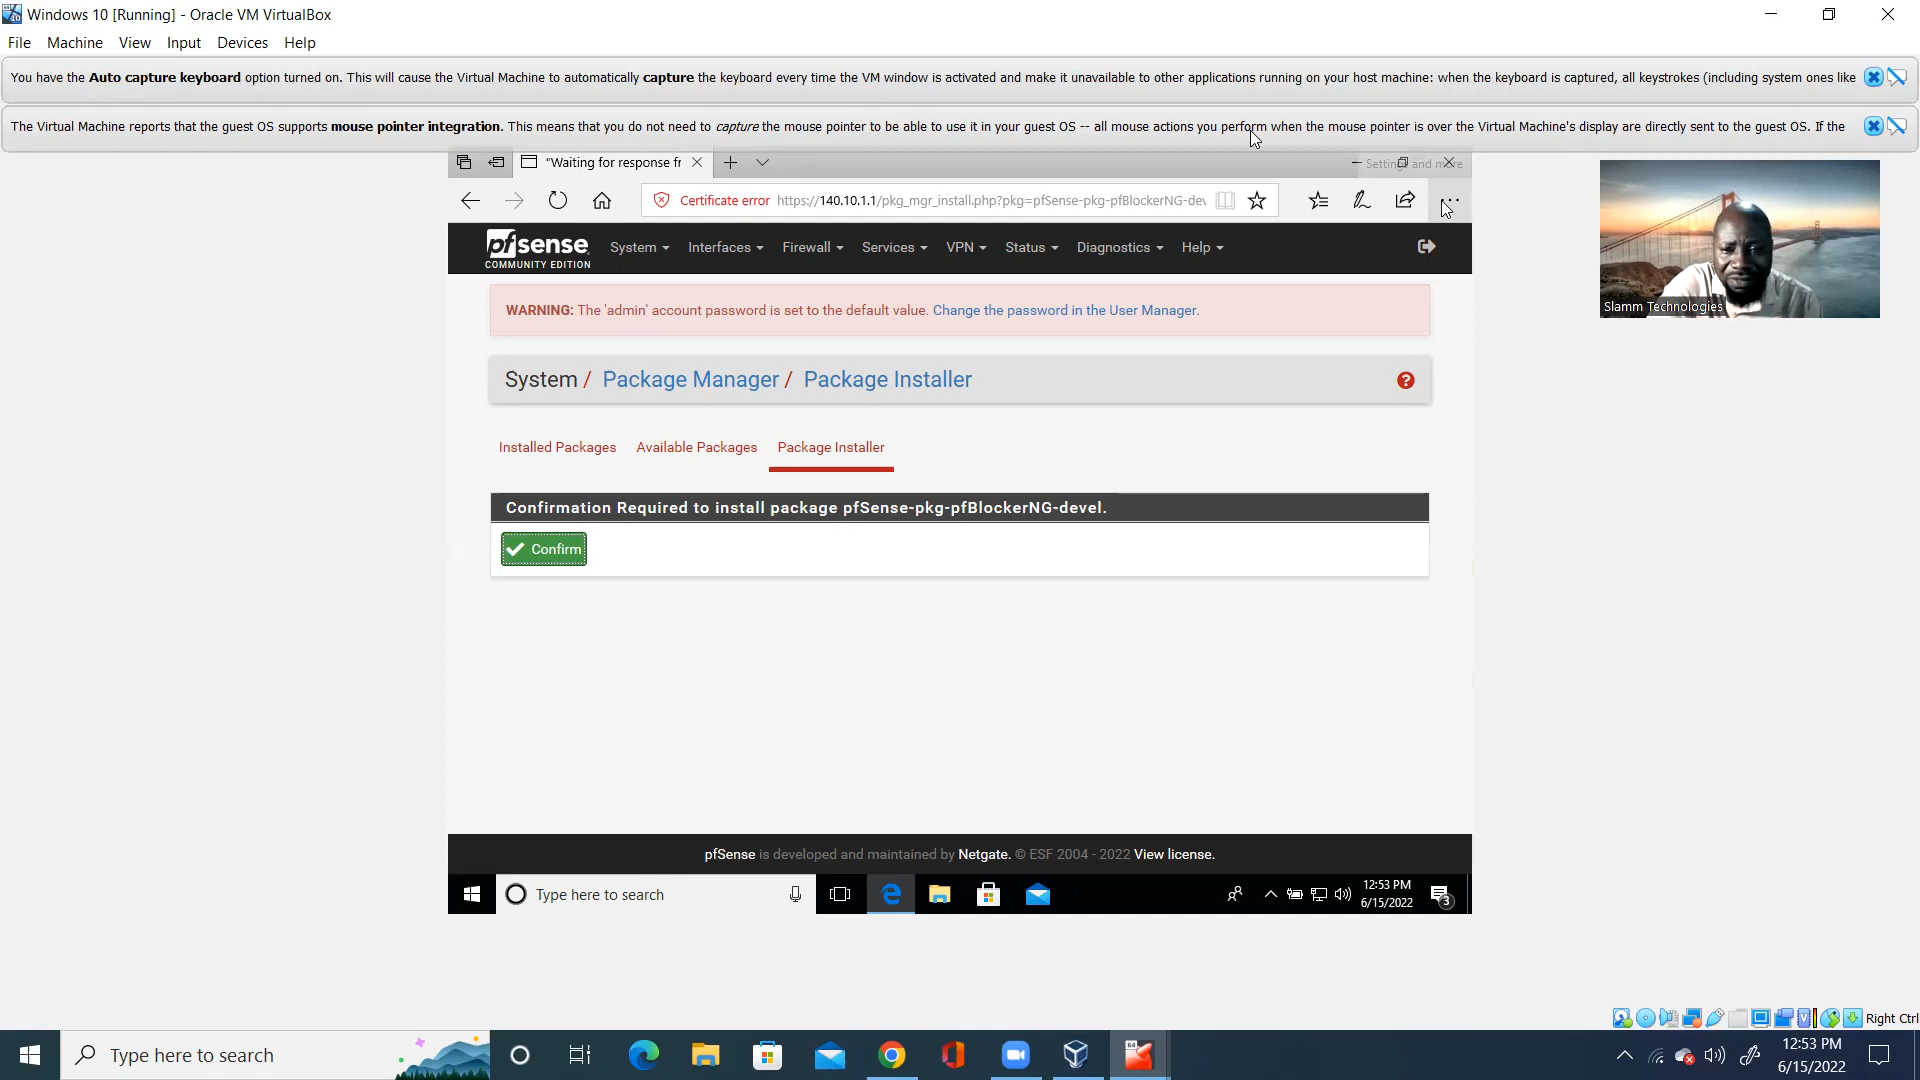 Windows 10 [Running] - Oracle VM VirtualBox
File Machine View Input Devices Help
You have the Auto capture keyboard option turned on. This will cause the Virtual Machine to automatically capture the keyboard every time the VM window is activated and make it unavailable to other applications running on your host machine: when the keyboard is captured, all keystrokes (including system ones like
The Virtual Machine reports that the guest OS supports mouse pointer integration. This means that you do not need to capture the mouse pointer to be able to use it in your guest OS -- all mouse actions you perform when the mouse pointer is over the Virtual Machine's display are directly sent to the guest OS. If the
"Waiting for response fr
Settings and more
Certificate error https://140.10.1.1/pkg_mgr_install.php?pkg=pfSense-pkg-pfBlockerNG-dev
Slamm Technologies
pfsense
COMMUNITY EDITION
System Interfaces Firewall Services VPN Status Diagnostics Help
WARNING: The 'admin' account password is set to the default value. Change the password in the User Manager.
System / Package Manager / Package Installer
Installed Packages Available Packages Package Installer
Confirmation Required to install package pfSense-pkg-pfBlockerNG-devel.
Confirm
pfSense is developed and maintained by Netgate. © ESF 2004 - 2022 View license.
Type here to search
12:53 PM
6/15/2022
3
Right Ctrl
Type here to search
64
12:53 PM
6/15/2022